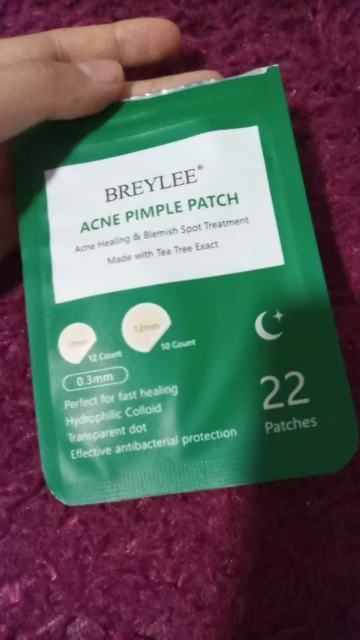 BREYLEE®
ACNE PIMPLE PATCH
Acne Healing & Blemish Spot Treatment
Made with Tea Tree Exact
12mm
12 Count
10 Count
0.3mm
Perfect for fast healing
Hydrophilic Colloid
Transparent dot
Effective antibacterial protection
22
Patches